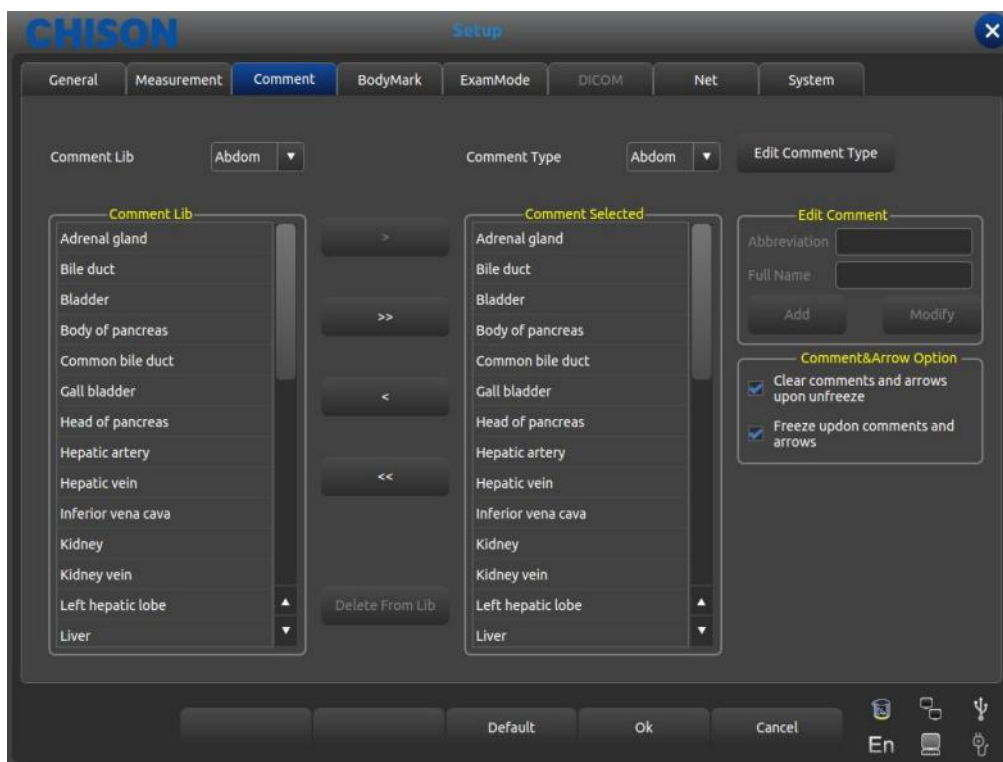 CHISON
Setup
General Measurement Comment BodyMark ExamMode DICOM Net System
Comment Lib Abdom Comment Type Abdom Edit Comment Type
Comment Lib
Adrenal gland
Bile duct
Bladder
Body of pancreas
Common bile duct
Gall bladder
Head of pancreas
Hepatic artery
Hepatic vein
Inferior vena cava
Kidney
Kidney vein
Left hepatic lobe
Liver
>
>>
<
<<
Delete From Lib
Comment Selected
Adrenal gland
Bile duct
Bladder
Body of pancreas
Common bile duct
Gall bladder
Head of pancreas
Hepatic artery
Hepatic vein
Inferior vena cava
Kidney
Kidney vein
Left hepatic lobe
Liver
Edit Comment
Abbreviation
Full Name
Add Modify
Comment&Arrow Option
Clear comments and arrows
upon unfreeze
Freeze updon comments and
arrows
Default Ok Cancel
En